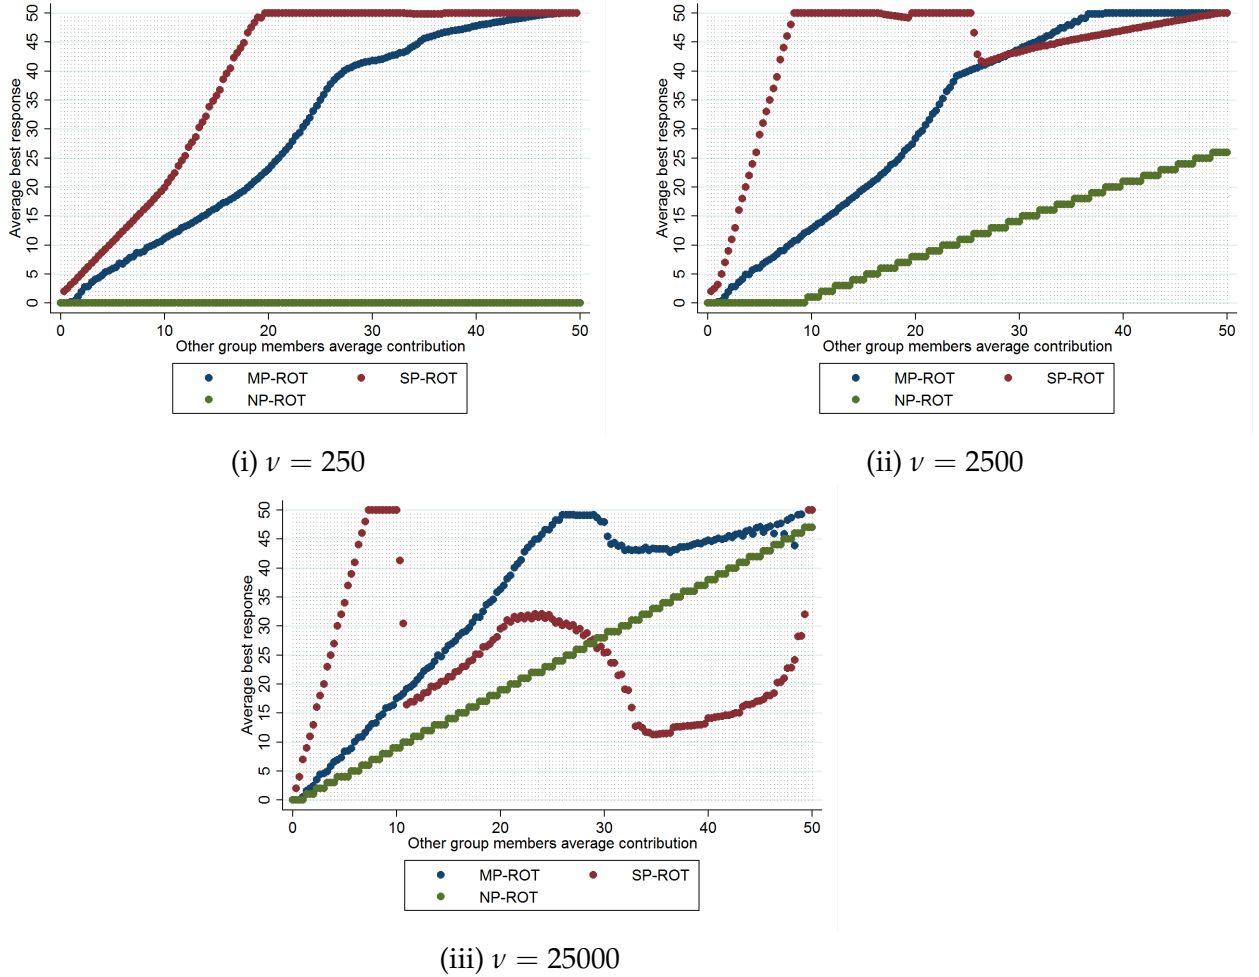 Average best response
50
45
40
35
30
25
20
15
10
5
0
0 10 20 30 40 50
Other group members average contribution
MP-ROT SP-ROT
NP-ROT
(i) ν = 250
Average best response
50
45
40
35
30
25
20
15
10
5
0
0 10 20 30 40 50
Other group members average contribution
MP-ROT SP-ROT
NP-ROT
(ii) ν = 2500
Average best response
50
45
40
35
30
25
20
15
10
5
0
0 10 20 30 40 50
Other group members average contribution
MP-ROT SP-ROT
NP-ROT
(iii) ν = 25000